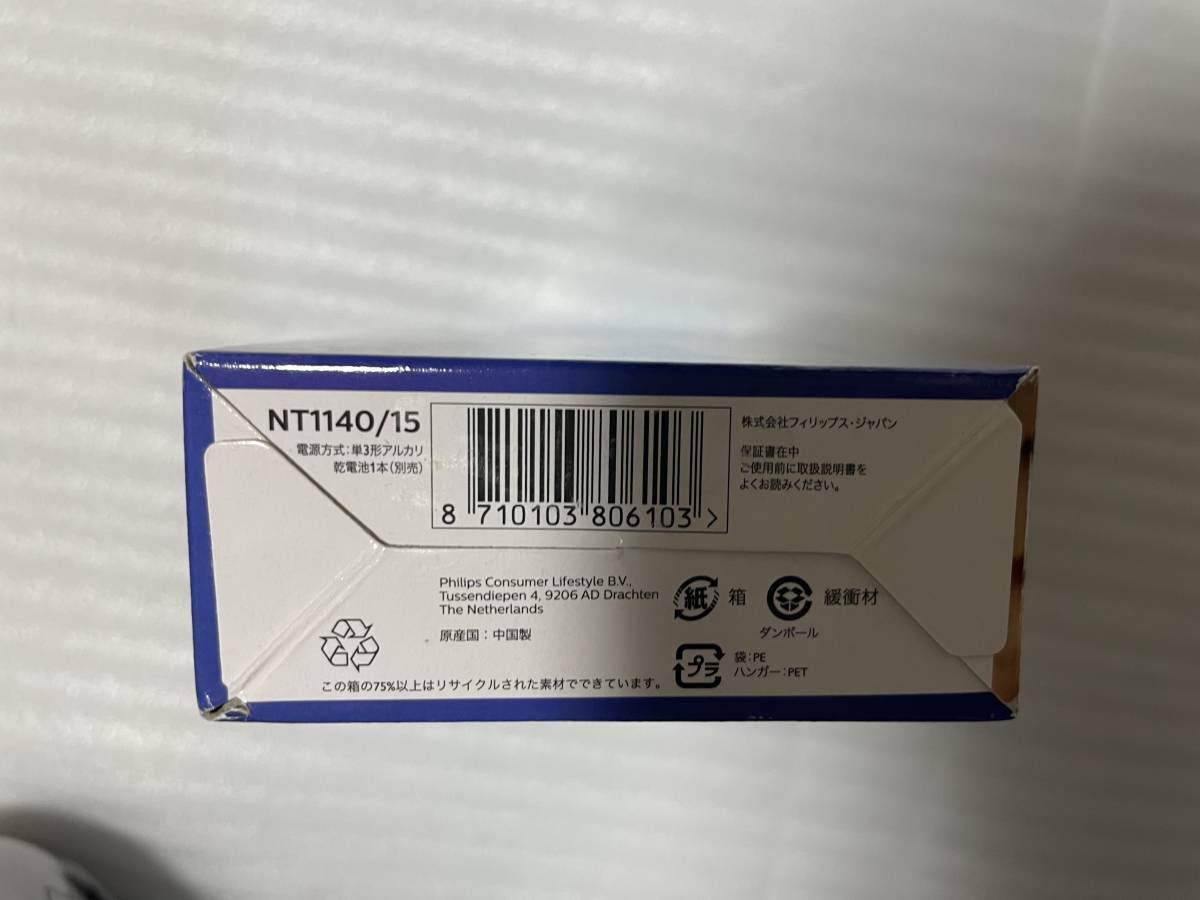 NT1140/15
電源方式：単3形アルカリ
乾電池1本（別売）
8 710103 806103 >
株式会社フィリップス・ジャパン
保証書在中
ご使用前に取扱説明書を
よくお読みください。
Philips Consumer Lifestyle B.V.,
Tussendiepen 4, 9206 AD Drachten
The Netherlands
原産国：中国製
紙 箱
緩衝材
ダンボール
プラ
袋：PE
ハンガー：PET
この箱の75%以上はリサイクルされた素材でできています。